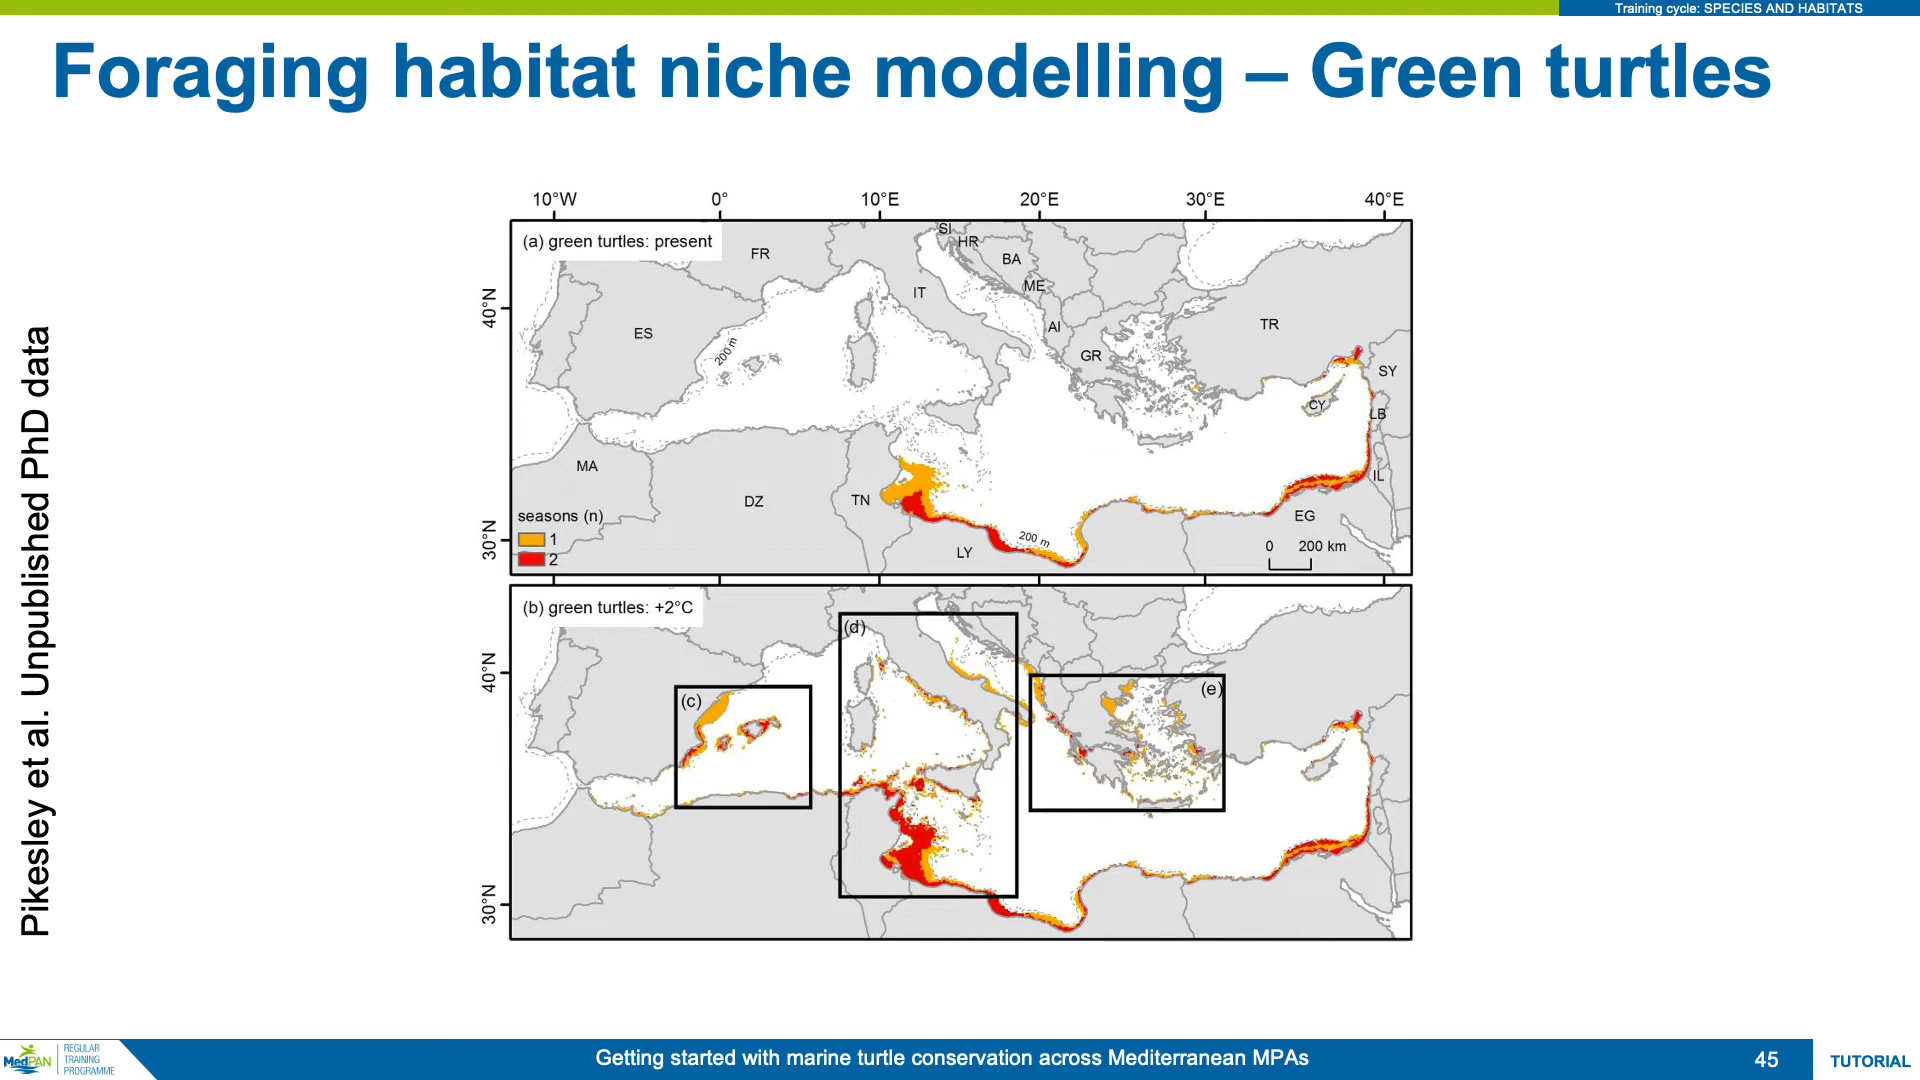 Training cycle: SPECIES AND HABITATS
Foraging habitat niche modelling – Green turtles
Pikesley et al. Unpublished PhD data
10°W 0° 10°E 20°E 30°E 40°E
(a) green turtles: present
SI
HR
FR
BA
ME
IT
40°N
ES
AI
TR
GR
200 m
SY
CY
LB
MA
IL
DZ
TN
seasons (n)
EG
1
2
30°N
LY
200 m
0 200 km
(b) green turtles: +2°C
(d)
40°N
(c)
(e)
30°N
MedPAN
REGULAR
TRAINING
PROGRAMME
Getting started with marine turtle conservation across Mediterranean MPAs
45
TUTORIAL